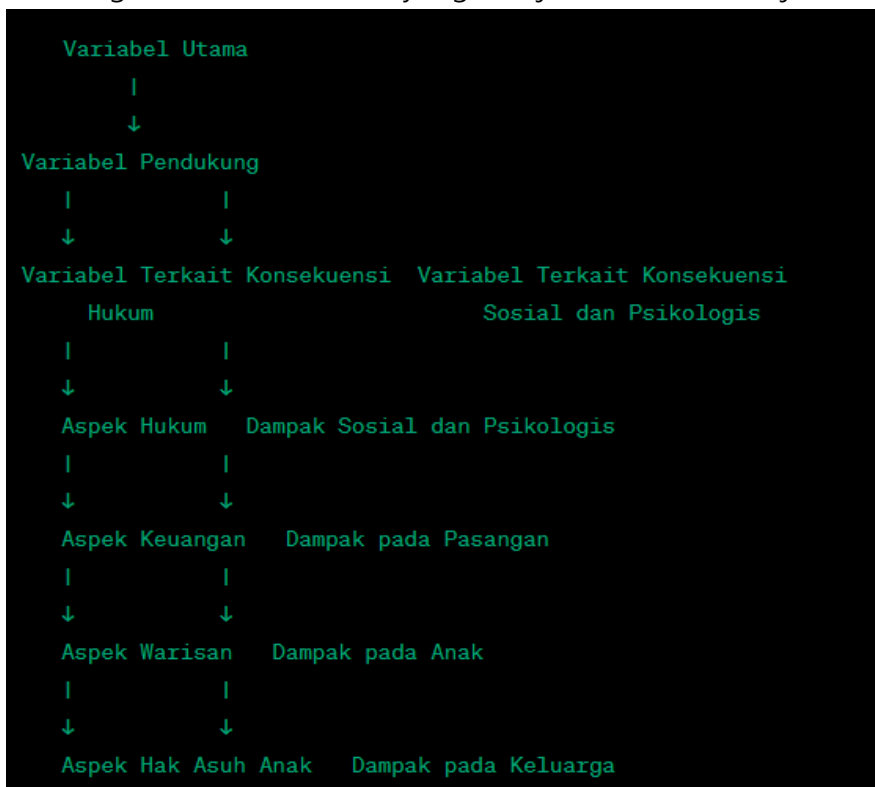 Variabel Utama
|
↓
Variabel Pendukung
| |
↓ ↓
Variabel Terkait Konsekuensi Variabel Terkait Konsekuensi
Hukum Sosial dan Psikologis
| |
↓ ↓
Aspek Hukum Dampak Sosial dan Psikologis
| |
↓ ↓
Aspek Keuangan Dampak pada Pasangan
| |
↓ ↓
Aspek Warisan Dampak pada Anak
| |
↓ ↓
Aspek Hak Asuh Anak Dampak pada Keluarga